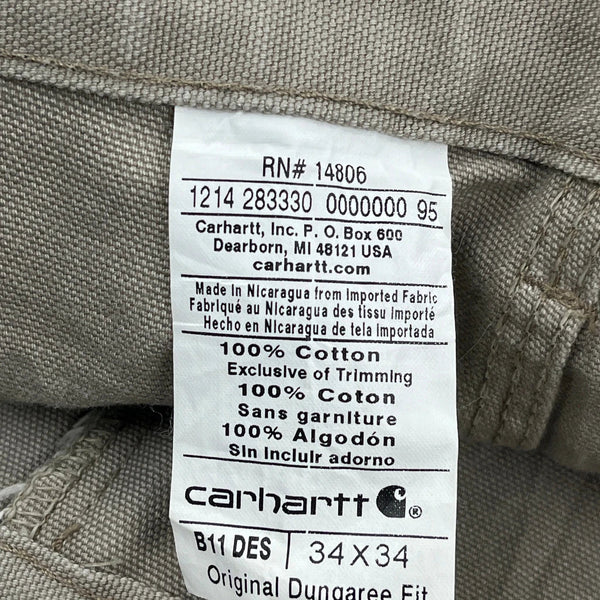 RN# 14806
1214 283330 0000000 95
Carhartt, Inc. P. O. Box 600
Dearborn, MI 48121 USA
carhartt.com
Made in Nicaragua from Imported Fabric
Fabriqué au Nicaragua des tissu importé
Hecho en Nicaragua de tela importada
100% Cotton
Exclusive of Trimming
100% Coton
Sans garniture
100% Algodón
Sin incluir adorno
carhartt ®
B11 DES | 34 X 34
Original Dungaree Fit